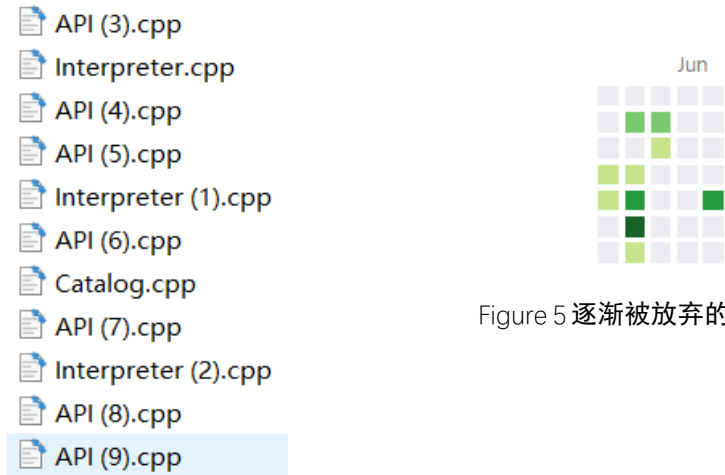 API (3).cpp
Interpreter.cpp
API (4).cpp
API (5).cpp
Interpreter (1).cpp
API (6).cpp
Catalog.cpp
API (7).cpp
Interpreter (2).cpp
API (8).cpp
API (9).cpp
Jun
Figure 5 逐渐被放弃的